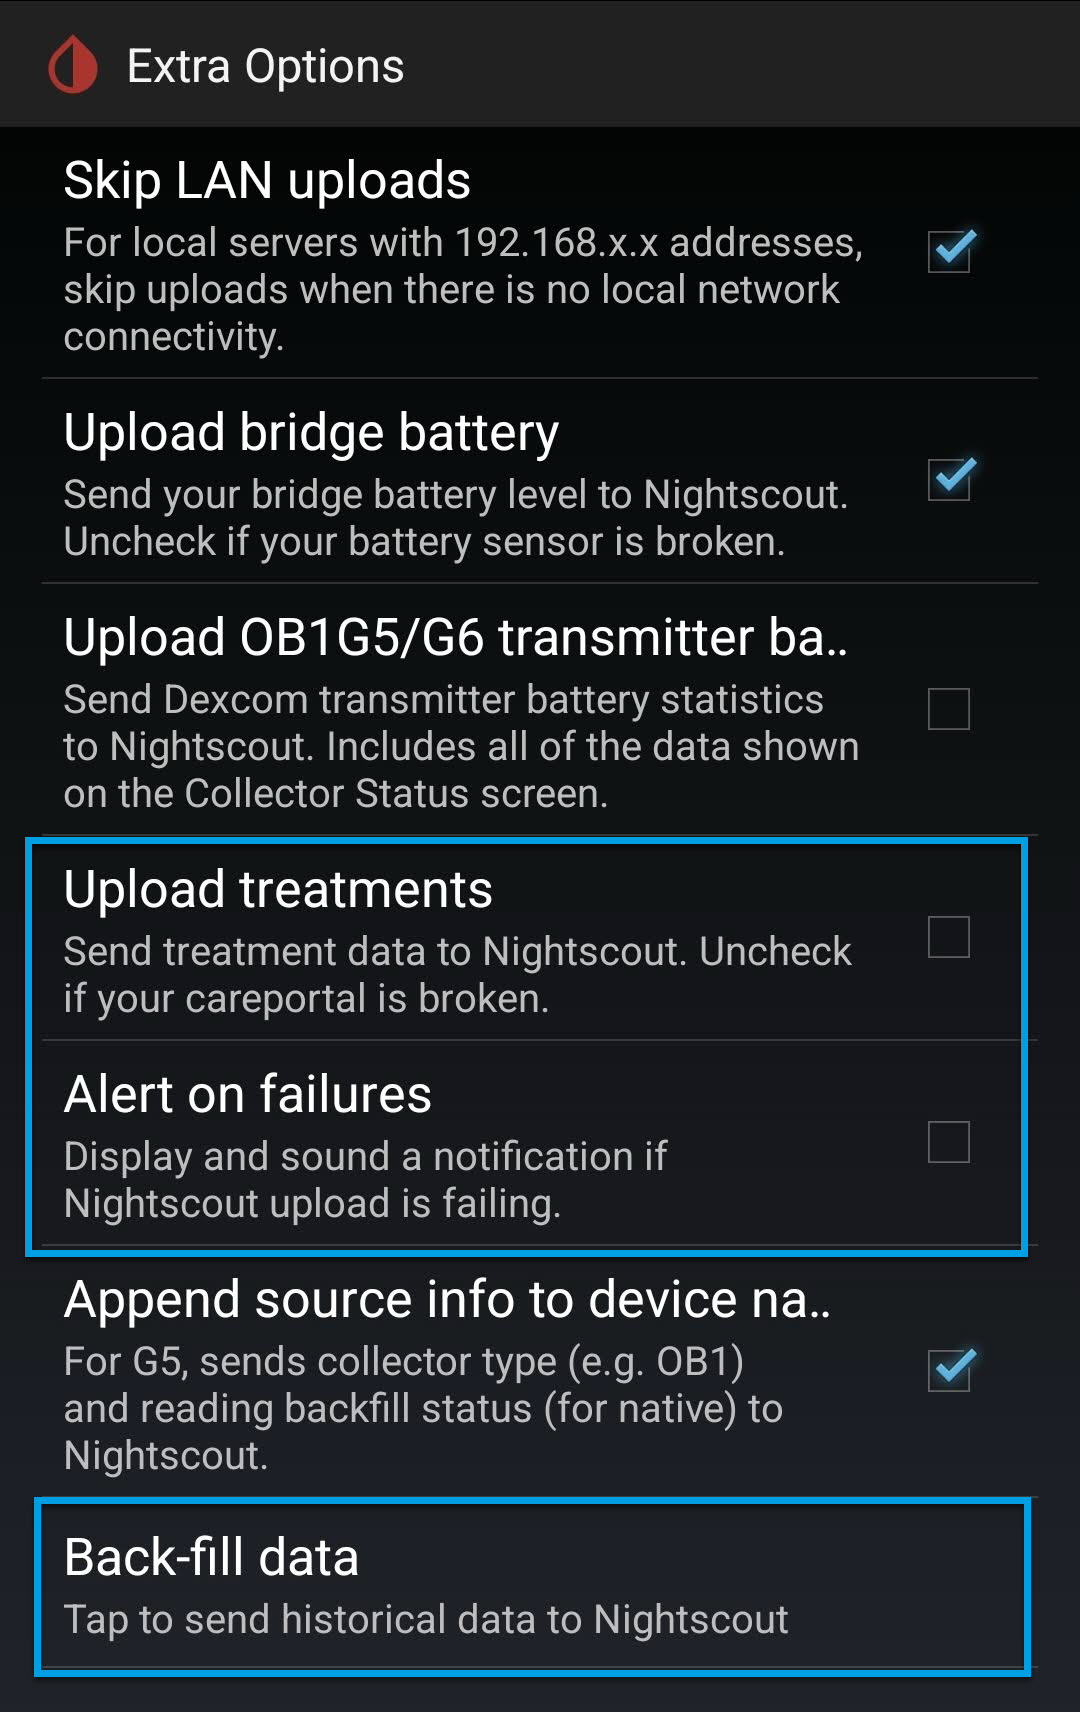 Extra Options
Skip LAN uploads
For local servers with 192.168.x.x addresses,
skip uploads when there is no local network
connectivity.
Upload bridge battery
Send your bridge battery level to Nightscout.
Uncheck if your battery sensor is broken.
Upload OB1G5/G6 transmitter ba..
Send Dexcom transmitter battery statistics
to Nightscout. Includes all of the data shown
on the Collector Status screen.
Upload treatments
Send treatment data to Nightscout. Uncheck
if your careportal is broken.
Alert on failures
Display and sound a notification if
Nightscout upload is failing.
Append source info to device na..
For G5, sends collector type (e.g. OB1)
and reading backfill status (for native) to
Nightscout.
Back-fill data
Tap to send historical data to Nightscout